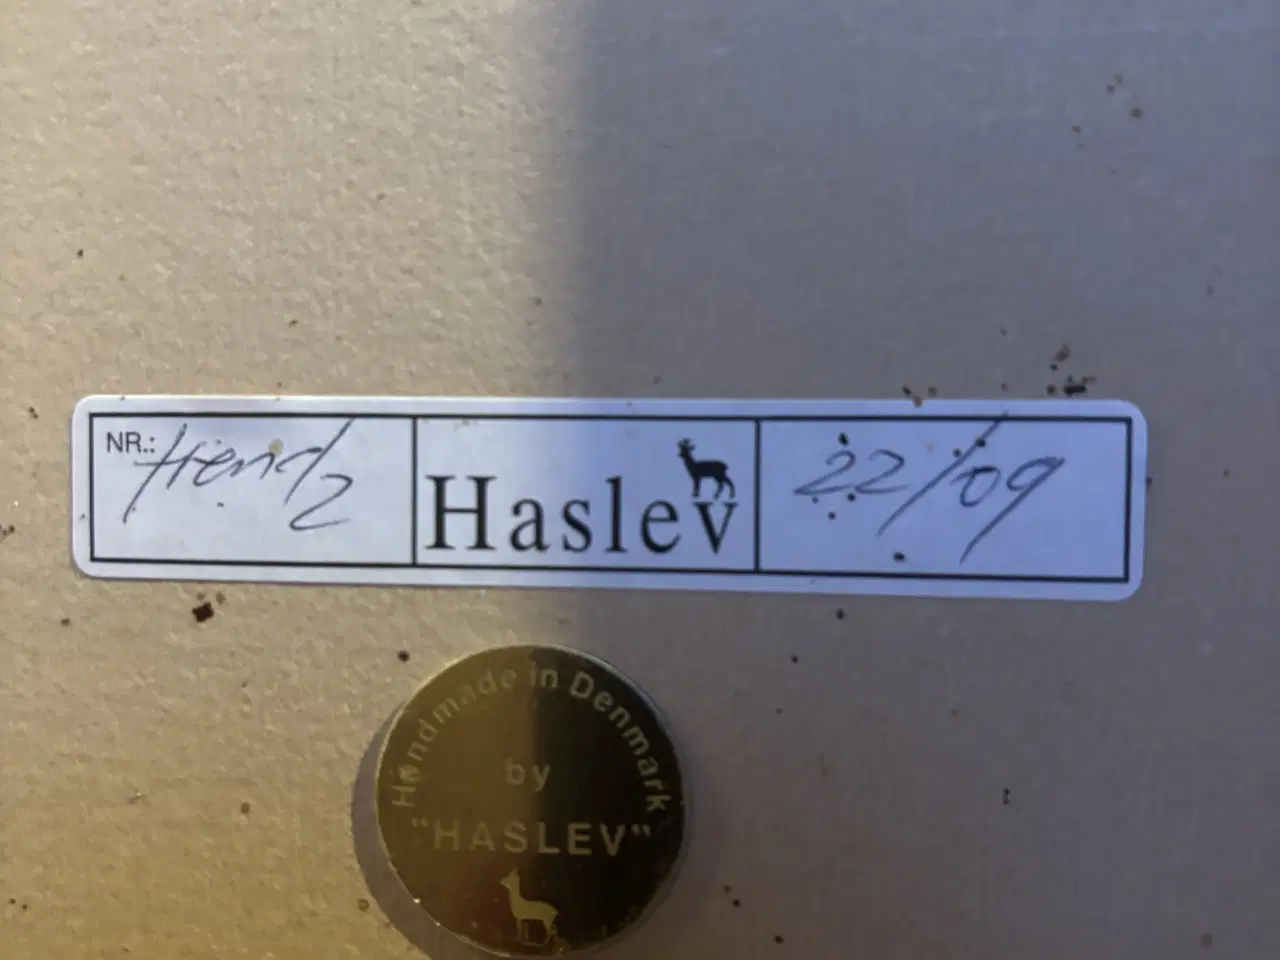 NR.: Haslev 22/09
Handmade in Denmark
by
"HASLEV"